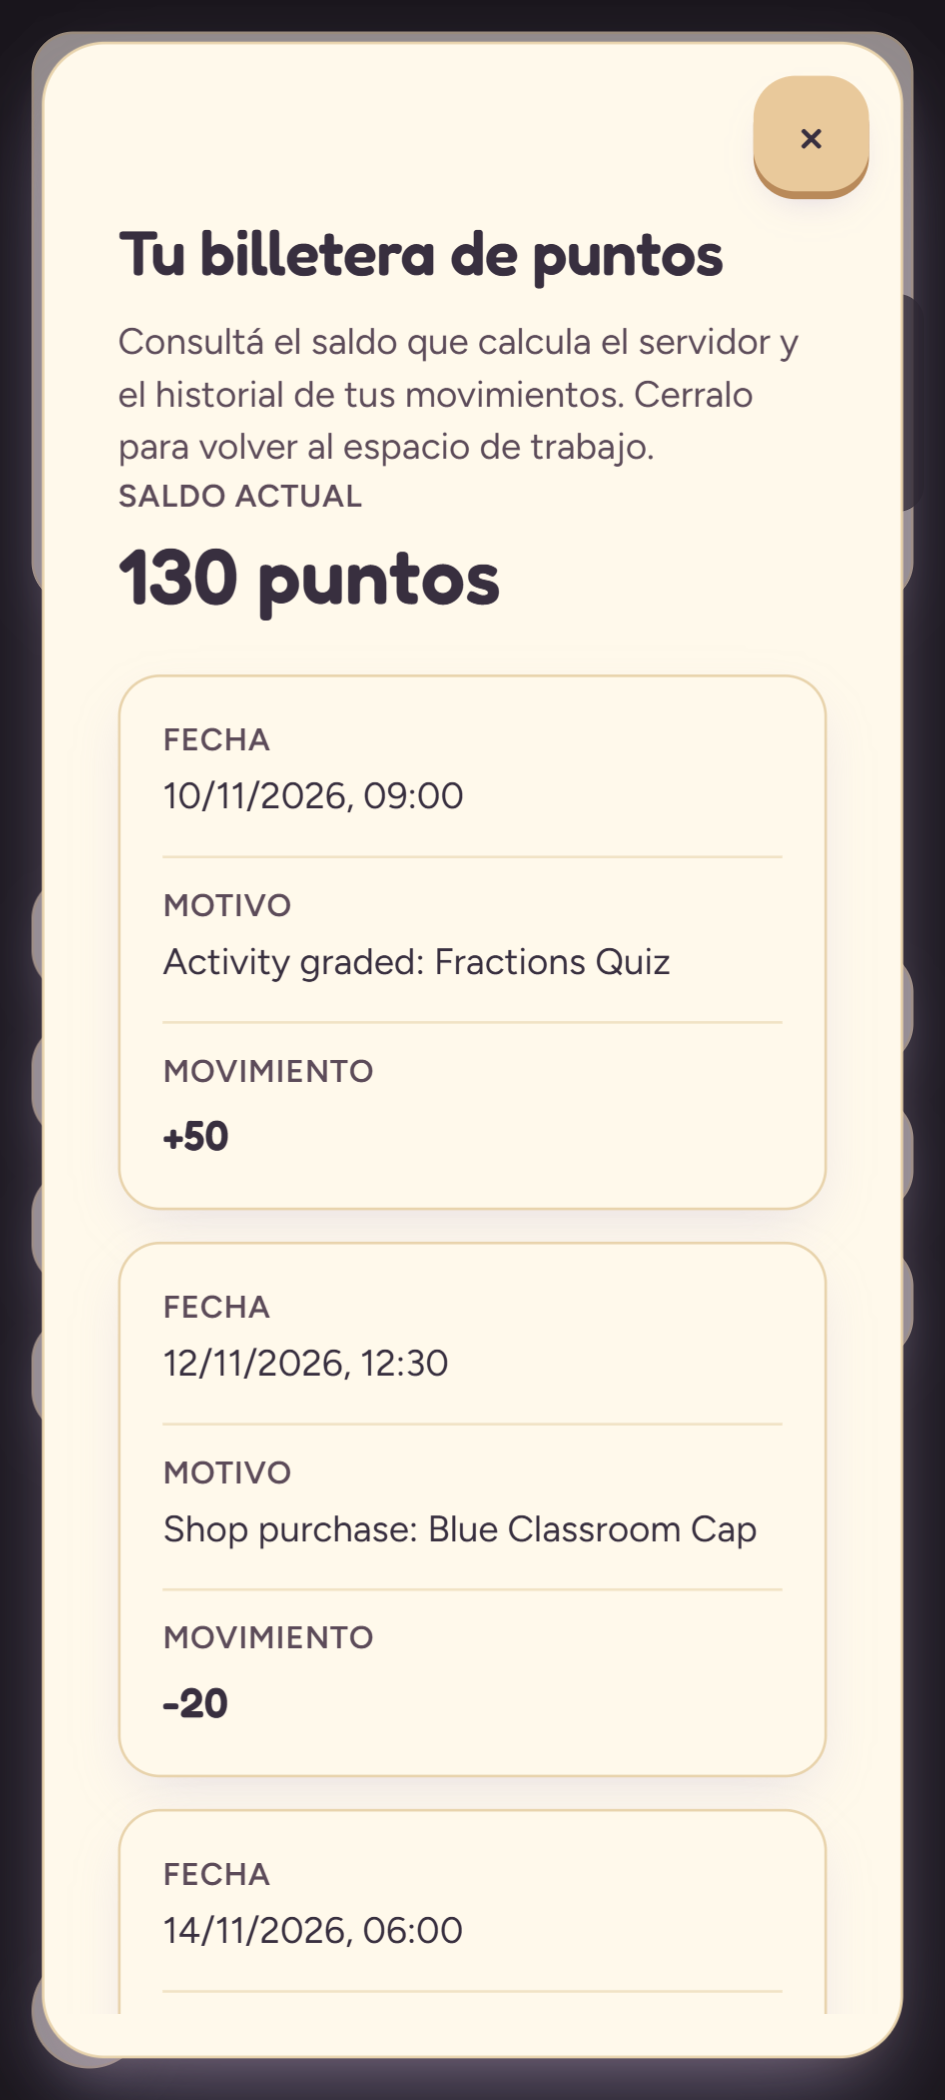 ×
Tu billetera de puntos
Consultá el saldo que calcula el servidor y
el historial de tus movimientos. Cerralo
para volver al espacio de trabajo.
SALDO ACTUAL
130 puntos
FECHA
10/11/2026, 09:00
MOTIVO
Activity graded: Fractions Quiz
MOVIMIENTO
+50
FECHA
12/11/2026, 12:30
MOTIVO
Shop purchase: Blue Classroom Cap
MOVIMIENTO
-20
FECHA
14/11/2026, 06:00